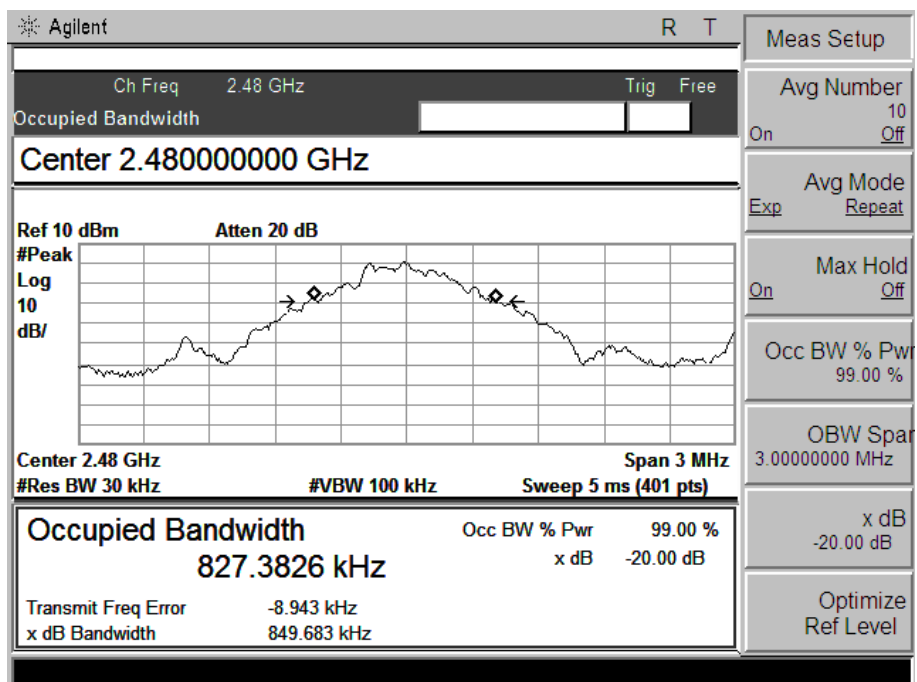 Agilent R T
Ch Freq 2.48 GHz Trig Free
Occupied Bandwidth
Center 2.480000000 GHz
Ref 10 dBm Atten 20 dB
#Peak
Log
10
dB/
Center 2.48 GHz Span 3 MHz
#Res BW 30 kHz #VBW 100 kHz Sweep 5 ms (401 pts)
Occupied Bandwidth
827.3826 kHz
Occ BW % Pwr 99.00 %
x dB -20.00 dB
Transmit Freq Error -8.943 kHz
x dB Bandwidth 849.683 kHz
Meas Setup
Avg Number
10
On Off
Avg Mode
Exp Repeat
Max Hold
On Off
Occ BW % Pwr
99.00 %
OBW Span
3.00000000 MHz
x dB
-20.00 dB
Optimize
Ref Level